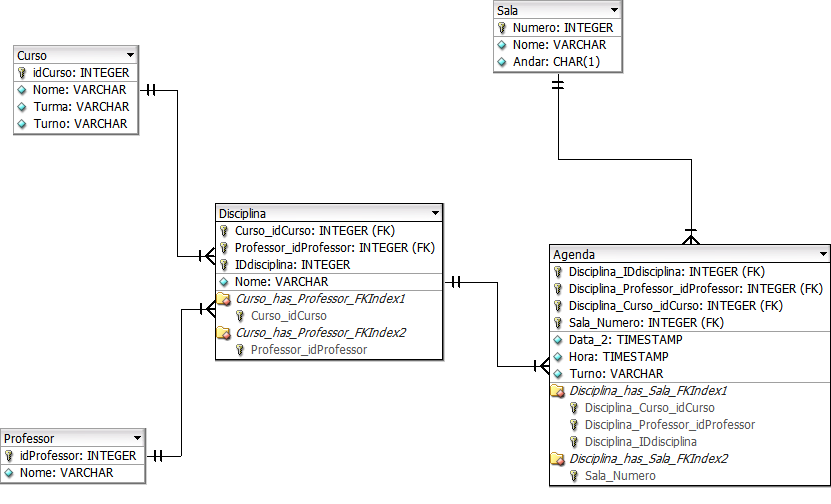 Sala
Numero: INTEGER
Nome: VARCHAR
Andar: CHAR(1)
Curso
idCurso: INTEGER
Nome: VARCHAR
Turma: VARCHAR
Turno: VARCHAR
Disciplina
Curso_idCurso: INTEGER (FK)
Professor_idProfessor: INTEGER (FK)
IDdisciplina: INTEGER
Nome: VARCHAR
Curso_has_Professor_FKIndex1
Curso_idCurso
Curso_has_Professor_FKIndex2
Professor_idProfessor
Agenda
Disciplina_IDdisciplina: INTEGER (FK)
Disciplina_Professor_idProfessor: INTEGER (FK)
Disciplina_Curso_idCurso: INTEGER (FK)
Sala_Numero: INTEGER (FK)
Data_2: TIMESTAMP
Hora: TIMESTAMP
Turno: VARCHAR
Disciplina_has_Sala_FKIndex1
Disciplina_Curso_idCurso
Disciplina_Professor_idProfessor
Disciplina_IDdisciplina
Disciplina_has_Sala_FKIndex2
Sala_Numero
Professor
idProfessor: INTEGER
Nome: VARCHAR